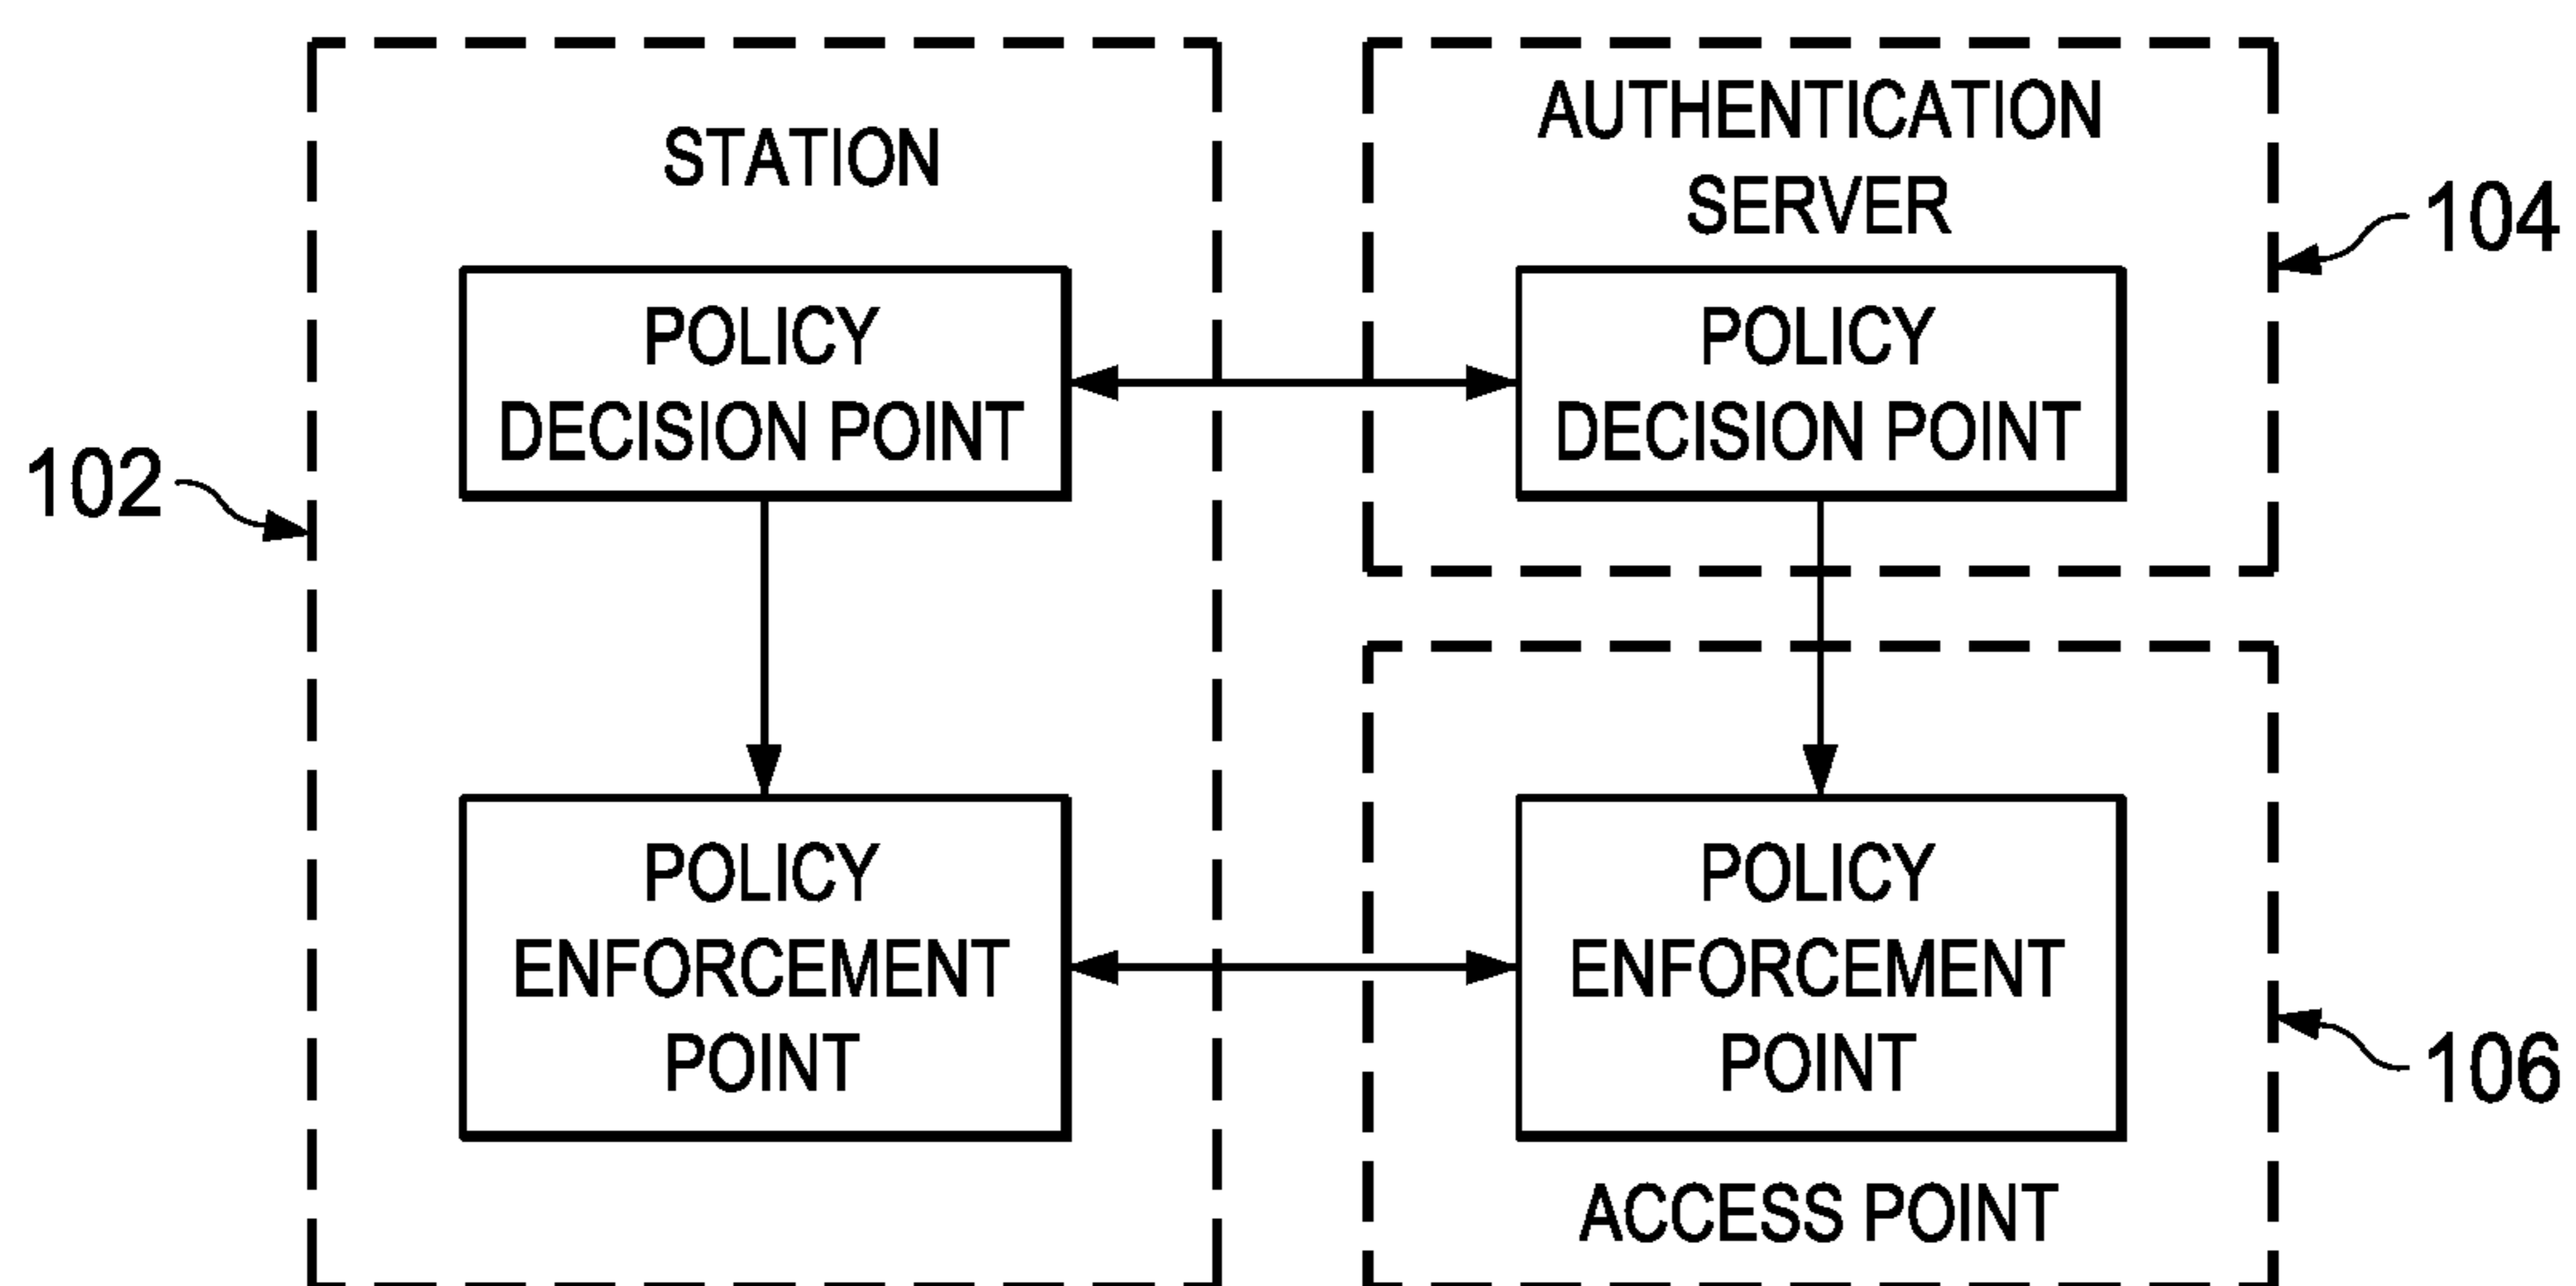 STATION
POLICY
DECISION POINT
POLICY
ENFORCEMENT
POINT
102
AUTHENTICATION
SERVER
POLICY
DECISION POINT
104
POLICY
ENFORCEMENT
POINT
ACCESS POINT
106